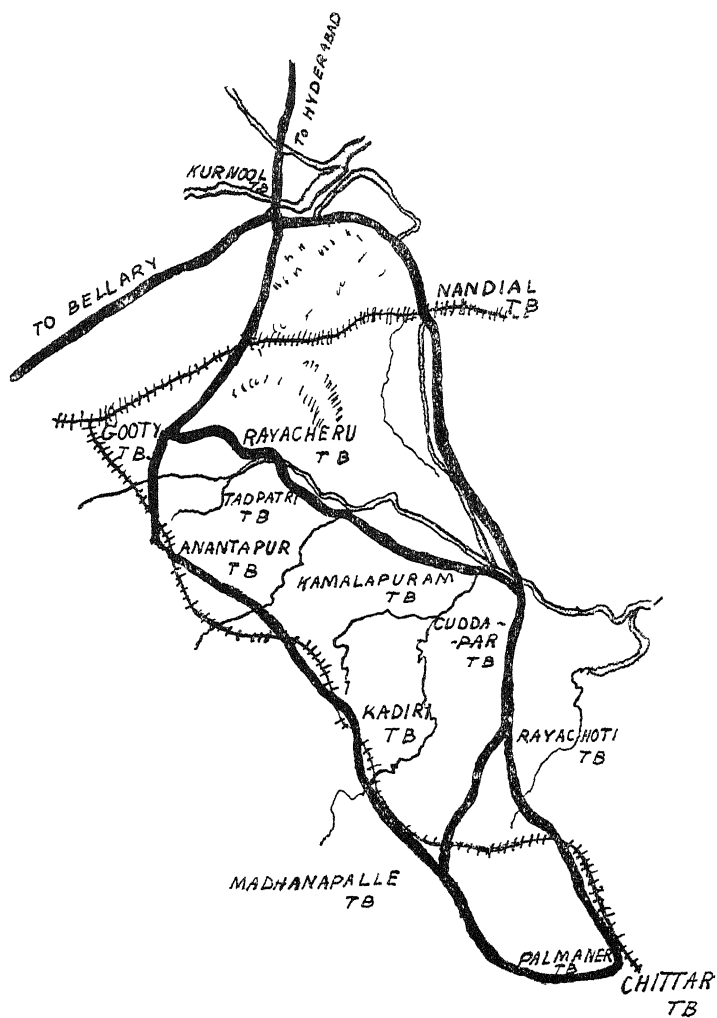 TO HYDERABAD
KURNOOL
TB
TO BELLARY
NANDIAL
TB
GOOTY
TB.
RAYACHERU
TB
TADPATRI
TB
ANANTAPUR
TB
KAMALAPURAM
TB
CUDDA-
-PAR
TB
KADIRI
TB
RAYACHOTI
TB
MADHANAPALLE
TB
PALMANER
TB
CHITTAR
TB